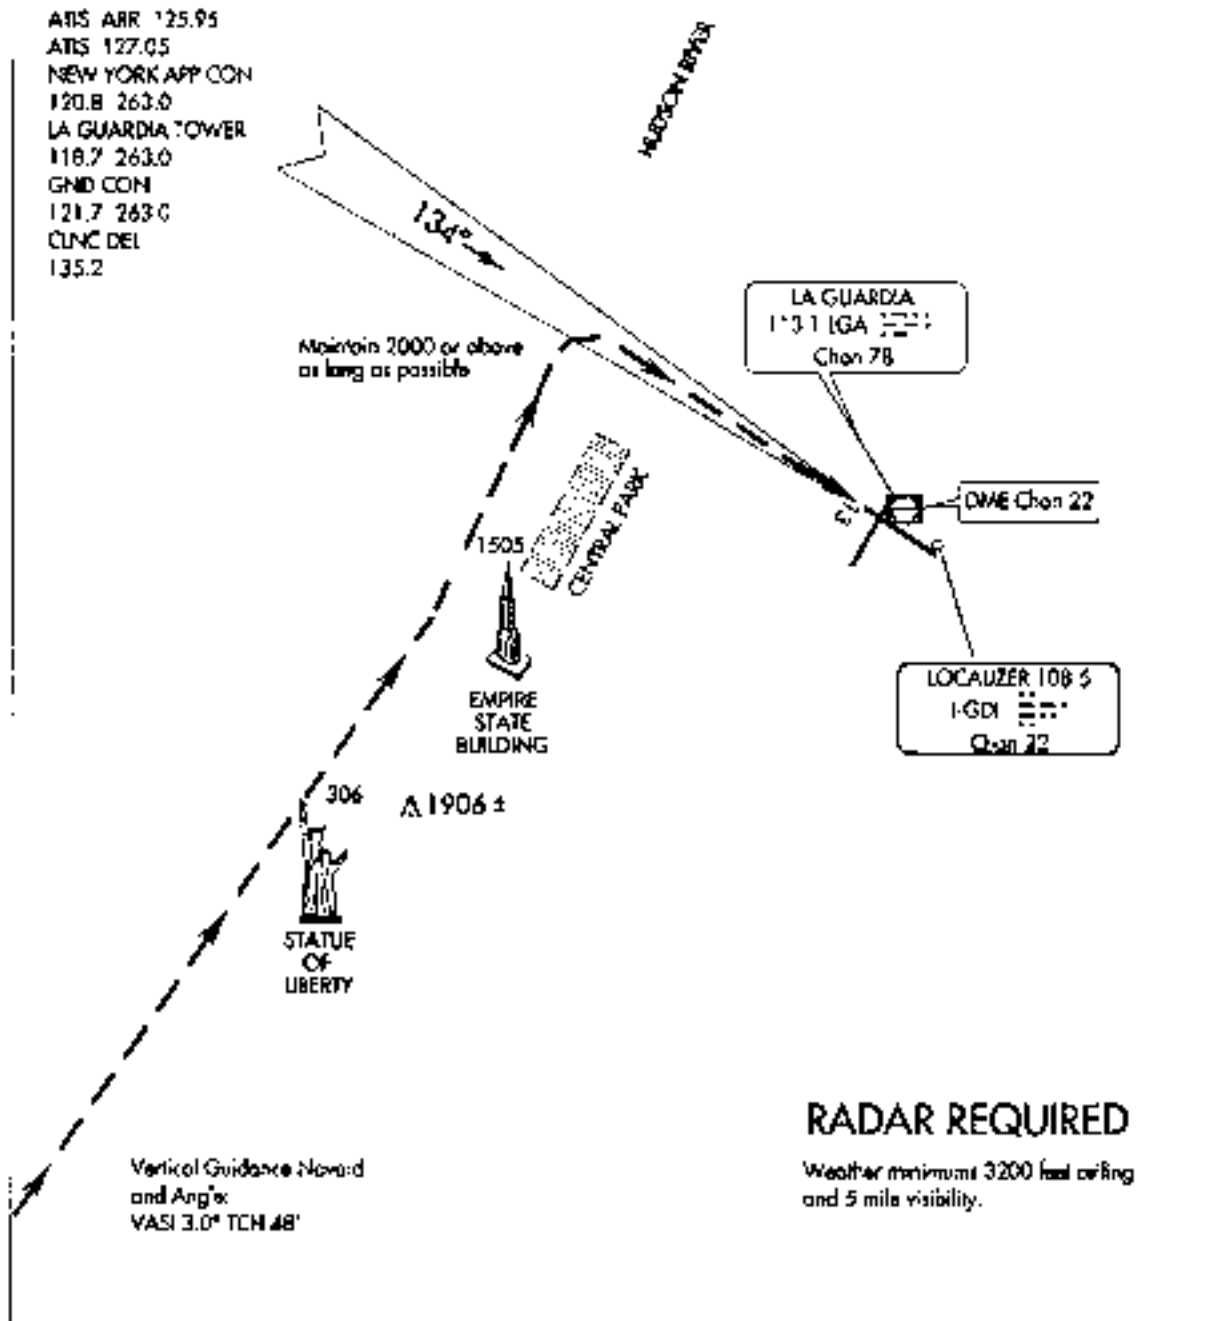 ATIS ARR 125.95
ATIS 127.05
NEW YORK APP CON
120.8 263.0
LA GUARDIA TOWER
118.7 263.0
GND CON
121.7 263.0
CLNC DEL
135.2
HUDSON RIVER
134°
LA GUARDIA
113.1 LGA
Chan 78
Maintain 2000 or above
as long as possible
DME Chan 22
CENTRAL PARK
1505
LOCALIZER 108.5
I-GDI
Chan 22
EMPIRE
STATE
BUILDING
306
1906 ±
STATUE
OF
LIBERTY
RADAR REQUIRED
Vertical Guidance Navaid
and Angle:
VASI 3.0° TCH 48'
Weather minimums 3200 feet ceiling
and 5 mile visibility.